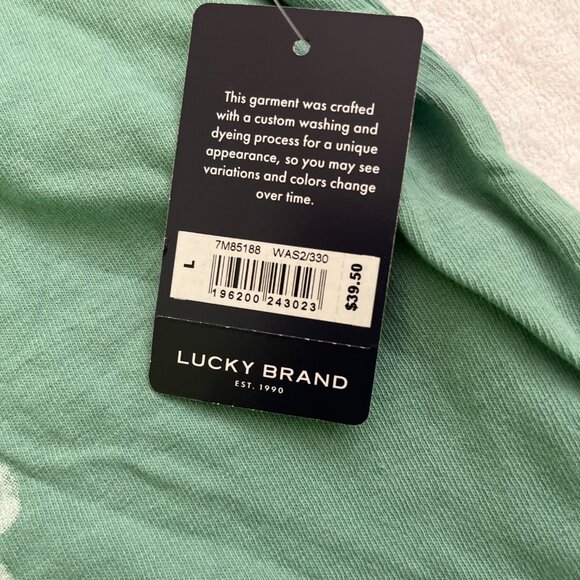 This garment was crafted
with a custom washing and
dyeing process for a unique
appearance, so you may see
variations and colors change
over time.
7M85188 WAS2/330
L
196200 243023
$39.50
LUCKY BRAND
EST. 1990